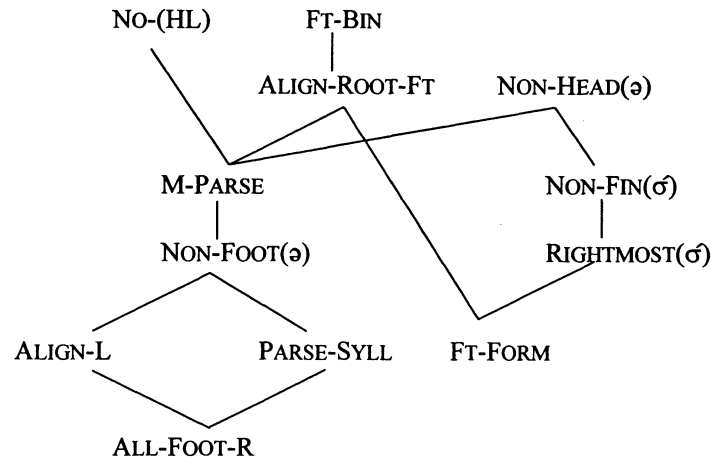 NO-(HL) FT-BIN
ALIGN-ROOT-FT NON-HEAD(ə)
M-PARSE NON-FIN(σ́)
NON-FOOT(ə) RIGHTMOST(σ́)
ALIGN-L PARSE-SYLL FT-FORM
ALL-FOOT-R